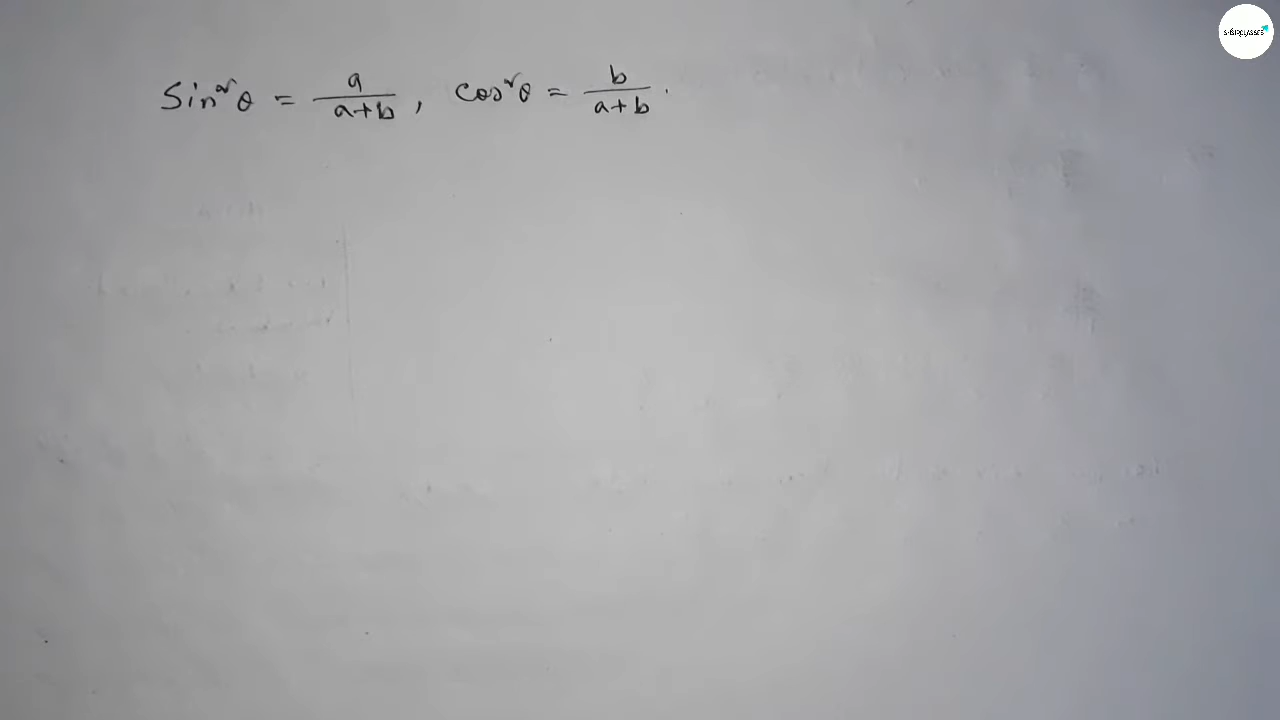 Sin²θ = a/(a+b), cos²θ = b/(a+b).